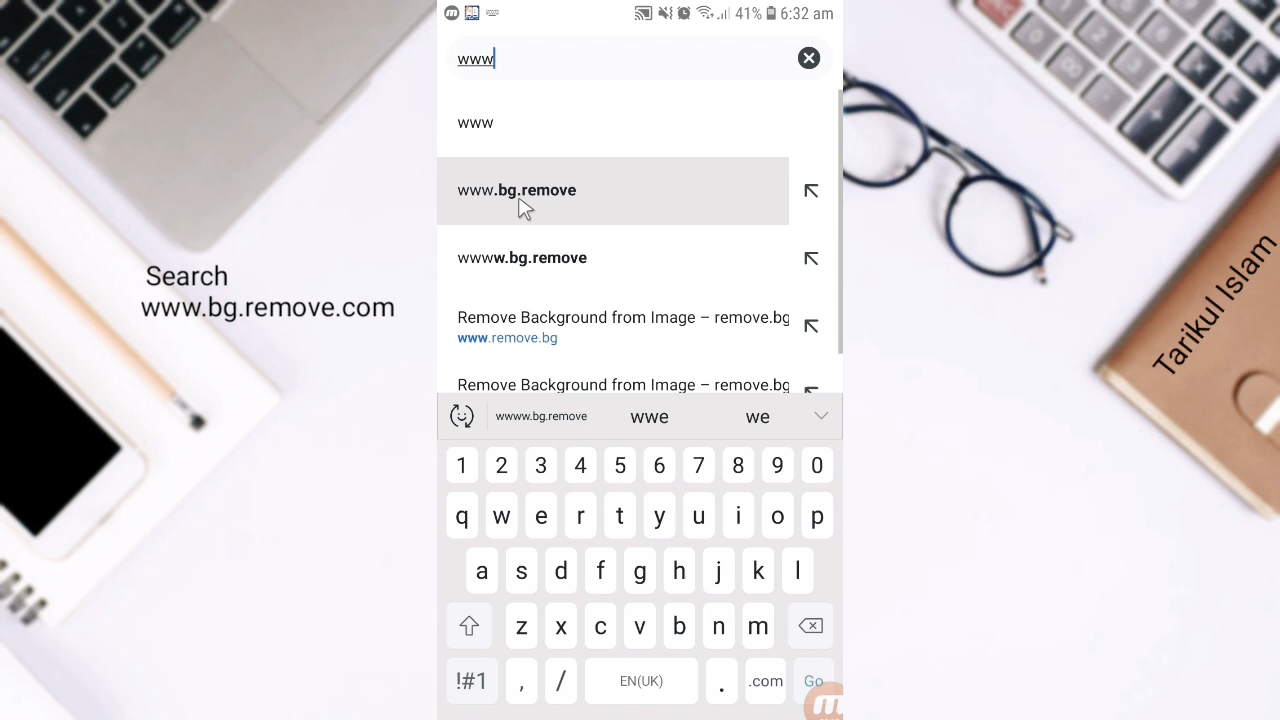 41% 6:32 am
www
www
www.bg.remove
wwww.bg.remove
Remove Background from Image – remove.bg
www.remove.bg
Remove Background from Image – remove.bg
wwww.bg.remove wwe we
1 2 3 4 5 6 7 8 9 0
q w e r t y u i o p
a s d f g h j k l
z x c v b n m
!#1 , / EN(UK) . .com Go
Search
www.bg.remove.com
Tarikul Islam